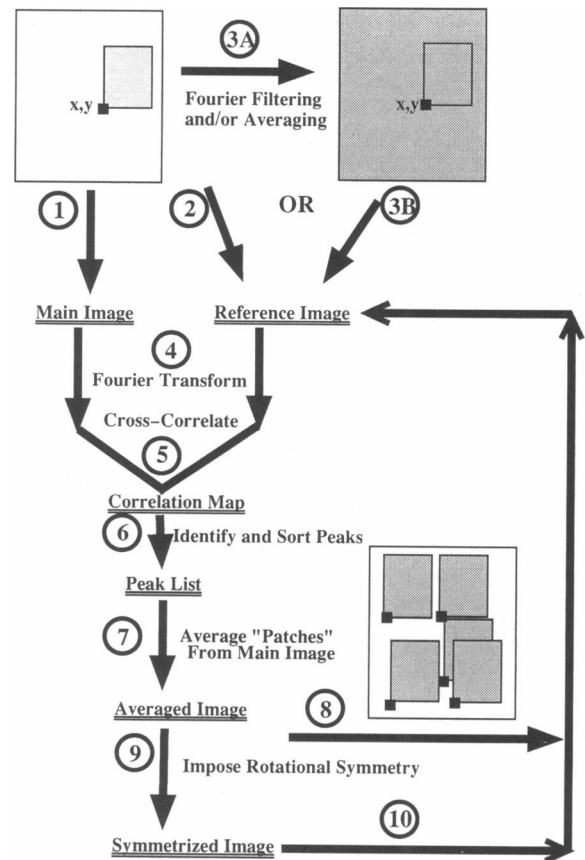 3A
x,y
Fourier Filtering
and/or Averaging
x,y
1
2
OR
3B
Main Image
Reference Image
4
Fourier Transform
Cross-Correlate
5
Correlation Map
6
Identify and Sort Peaks
Peak List
7
Average "Patches"
From Main Image
Averaged Image
8
9
Impose Rotational Symmetry
10
Symmetrized Image